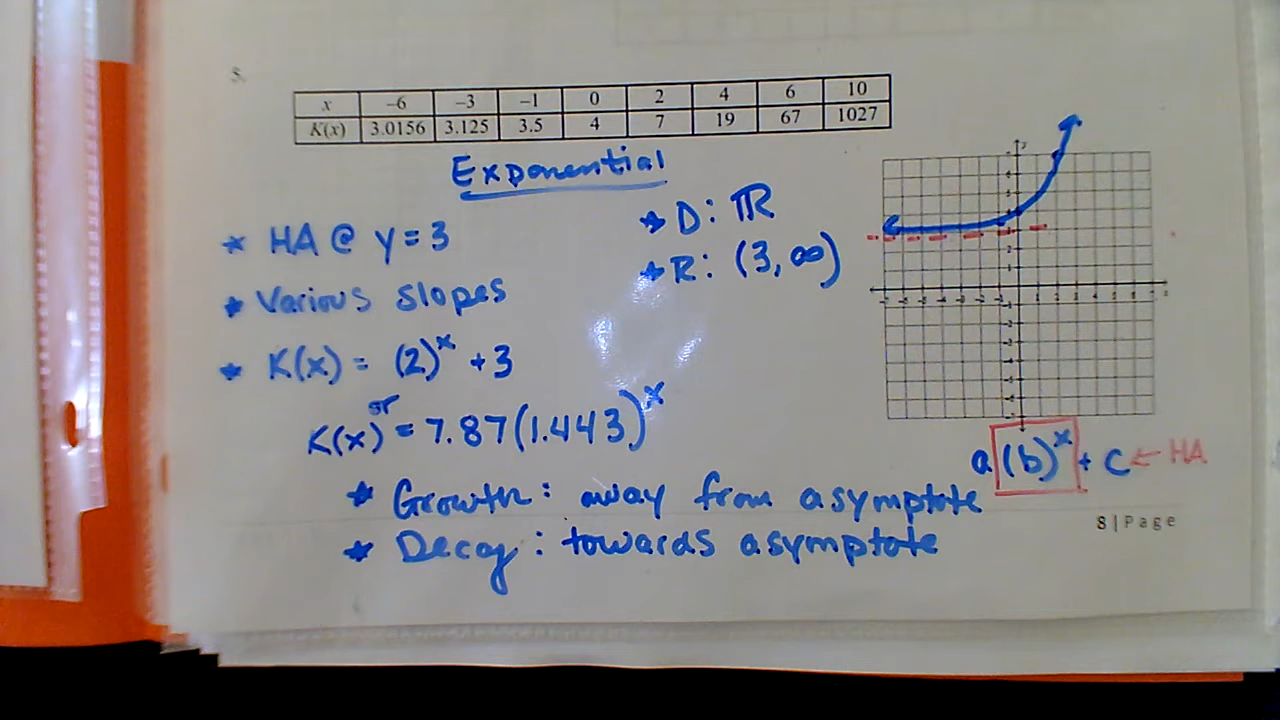 5.
x –6 –3 –1 0 2 4 6 10
K(x) 3.0156 3.125 3.5 4 7 19 67 1027
Exponential
* HA @ y = 3
* Various slopes
* K(x) = (2)^x + 3
or
K(x) = 7.87(1.443)^x
* D: ℝ
* R: (3, ∞)
* Growth: away from asymptote
* Decay: towards asymptote
a(b)^x + c ← HA
8 | Page